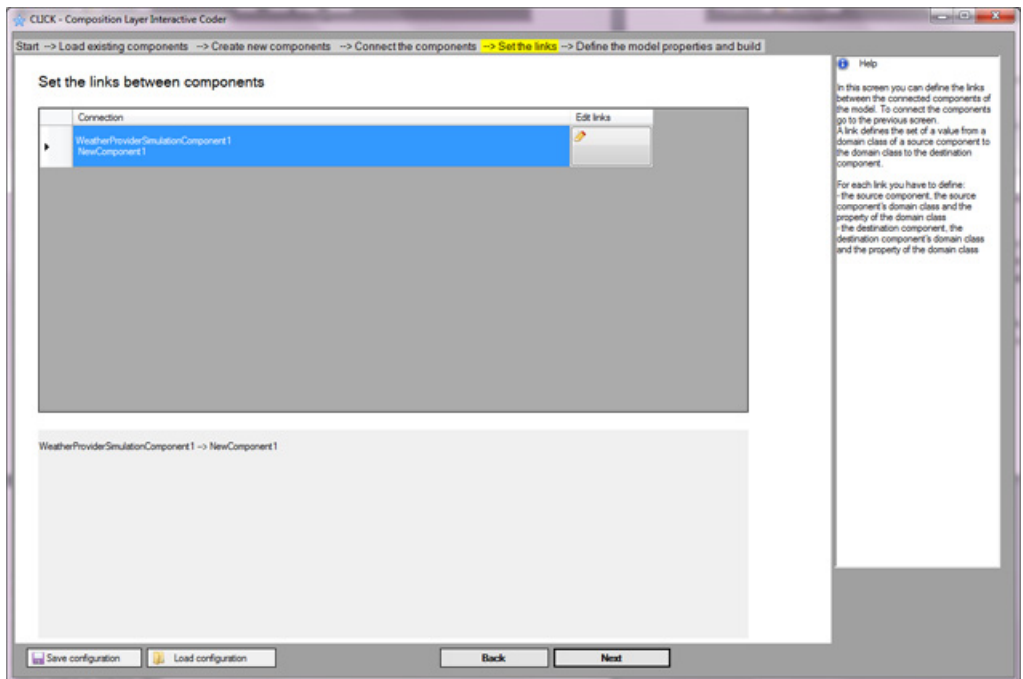 CLICK - Composition Layer Interactive Coder
Start --> Load existing components --> Create new components --> Connect the components --> Set the links --> Define the model properties and build
Set the links between components
Connection Edit links
WeatherProviderSimulationComponent1
NewComponent1
WeatherProviderSimulationComponent1 --> NewComponent1
Help
In this screen you can define the links
between the connected components of
the model. To connect the components
go to the previous screen.
A link defines the set of a value from a
domain class of a source component to
the domain class to the destination
component.
For each link you have to define:
-the source component, the source
component's domain class and the
property of the domain class
-the destination component, the
destination component's domain class
and the property of the domain class
Save configuration Load configuration Back Next